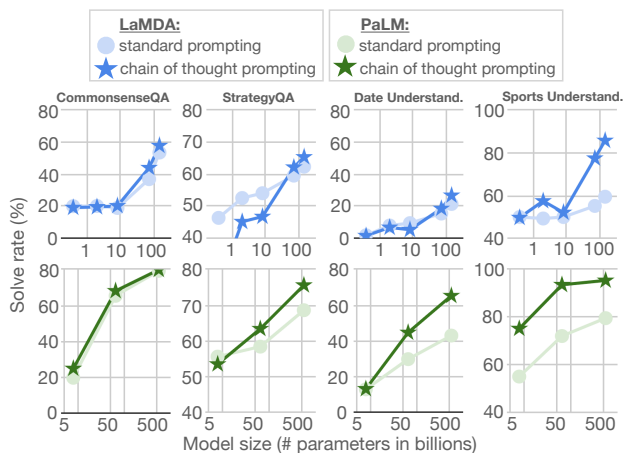 LaMDA: PaLM:
standard prompting standard prompting
chain of thought prompting chain of thought prompting
CommonsenseQA StrategyQA Date Understand. Sports Understand.
80 80 80 100
60 70 60
80
40 60 40
60
20 50 20
0 40 0 40
1 10 100 1 10 100 1 10 100 1 10 100
Solve rate (%)
80 80 80 100
60 70 60
80
40 60 40
60
20 50 20
0 40 0 40
5 50 500 5 50 500 5 50 500 5 50 500
Model size (# parameters in billions)